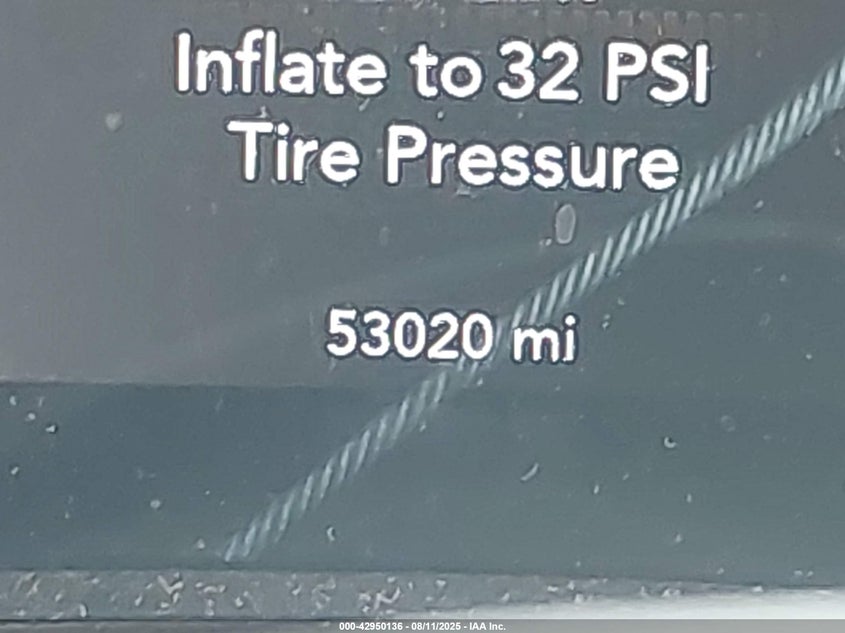 Inflate to 32 PSI
Tire Pressure
53020 mi
000-42950136 - 08/11/2025 - IAA Inc.